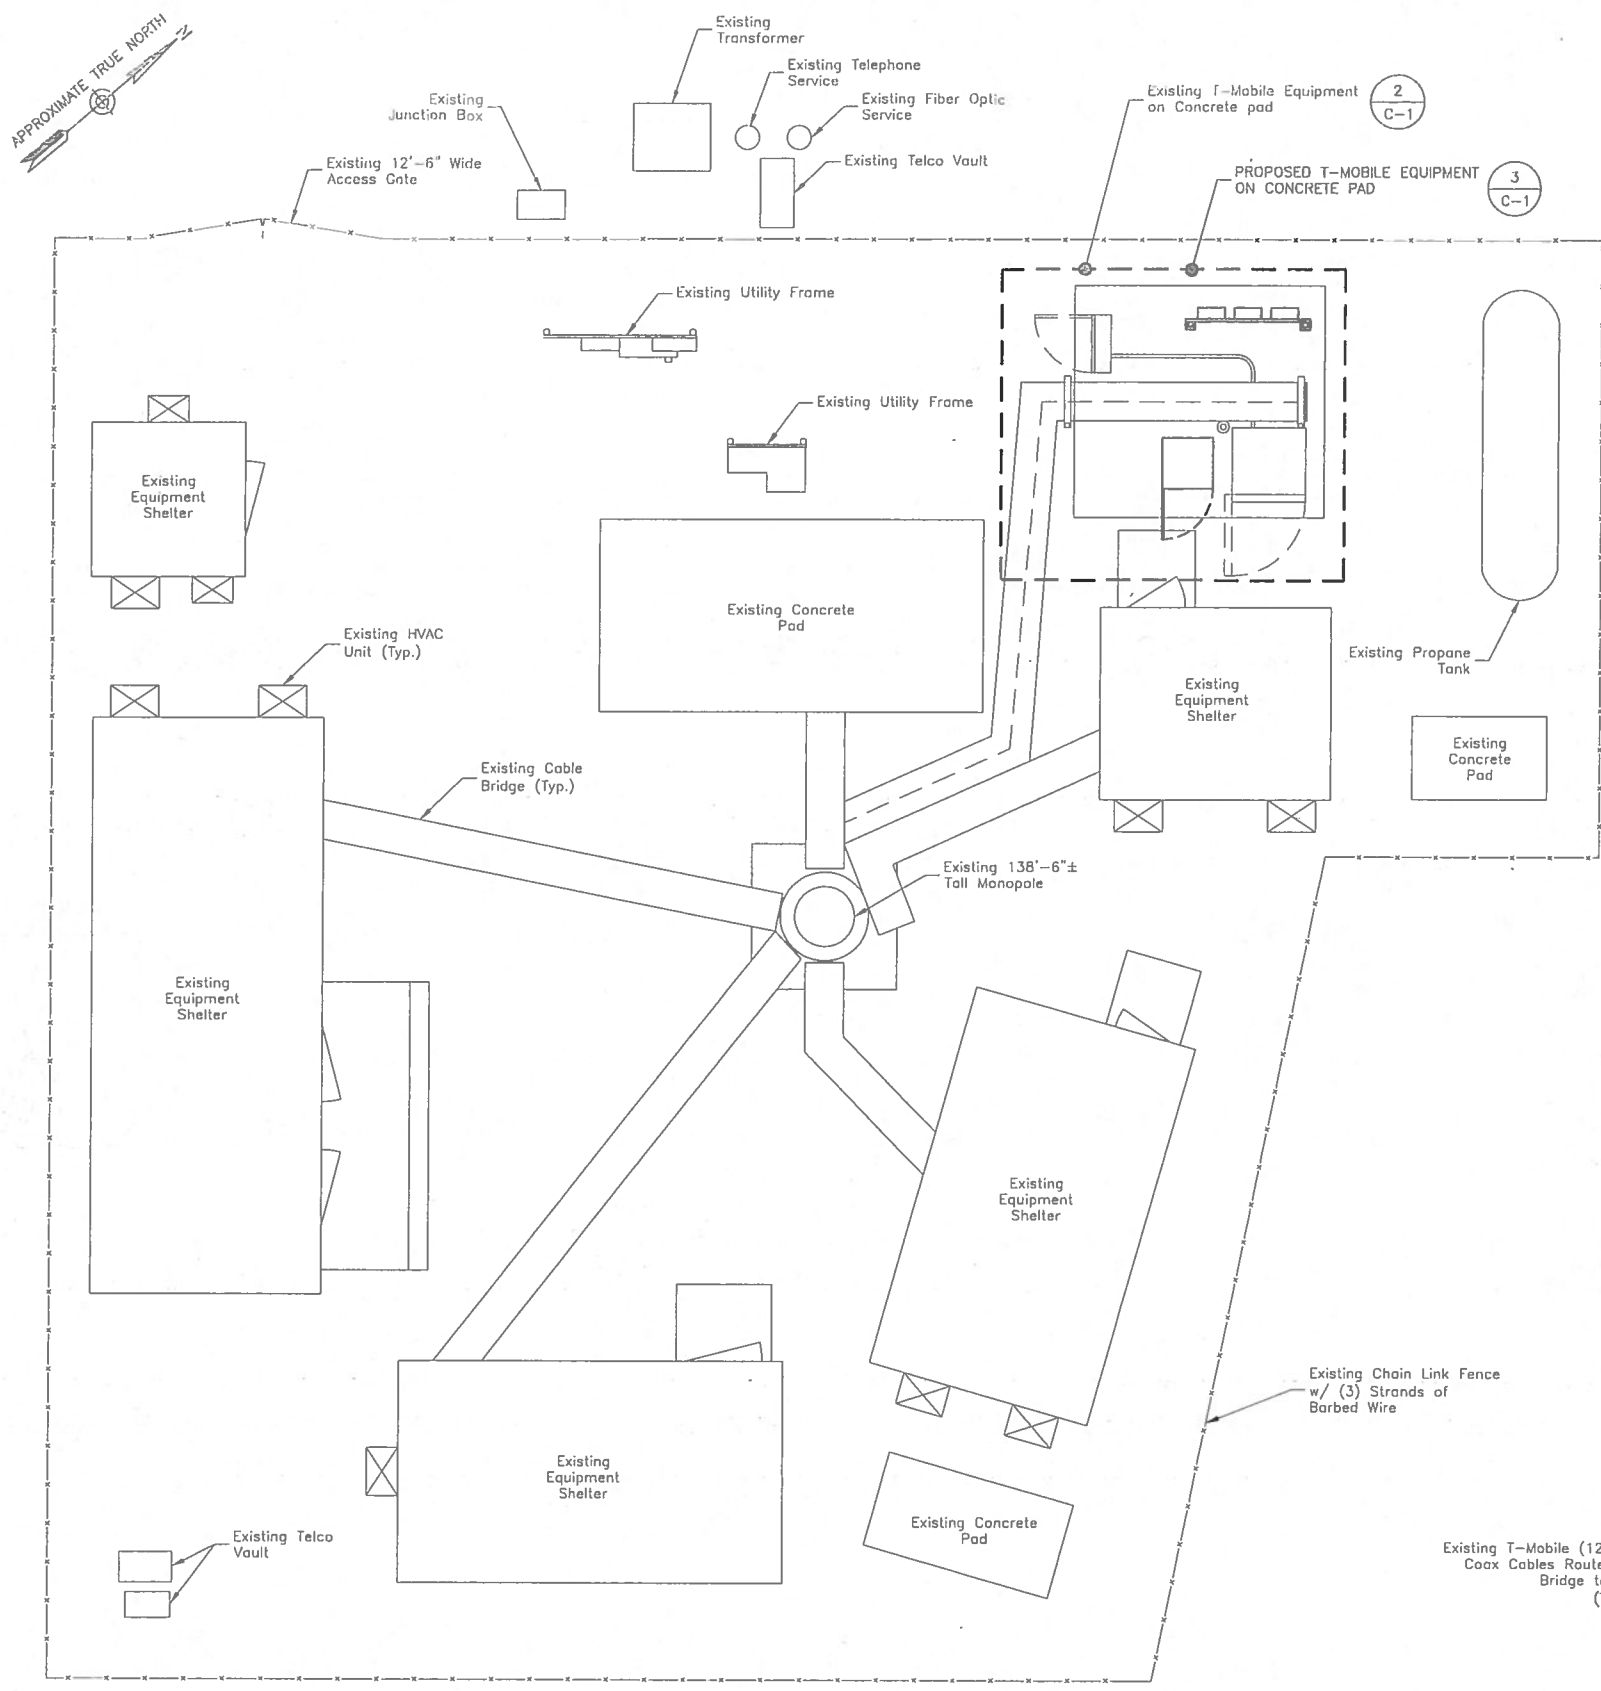 APPROXIMATE TRUE NORTH
N
Existing
Transformer
Existing Telephone
Service
Existing Fiber Optic
Service
Existing
Junction Box
Existing Telco Vault
Existing 12'-6" Wide
Access Gate
Existing T-Mobile Equipment
on Concrete pad
2
C-1
PROPOSED T-MOBILE EQUIPMENT
ON CONCRETE PAD
3
C-1
Existing Utility Frame
Existing Utility Frame
Existing
Equipment
Shelter
Existing Concrete
Pad
Existing HVAC
Unit (Typ.)
Existing Propane
Tank
Existing
Equipment
Shelter
Existing
Concrete
Pad
Existing Cable
Bridge (Typ.)
Existing 138'-6"±
Tall Monopole
Existing
Equipment
Shelter
Existing
Equipment
Shelter
Existing Chain Link Fence
w/ (3) Strands of
Barbed Wire
Existing
Equipment
Shelter
Existing Concrete
Pad
Existing Telco
Vault
Existing T-Mobile (12
Coax Cables Route
Bridge t
(